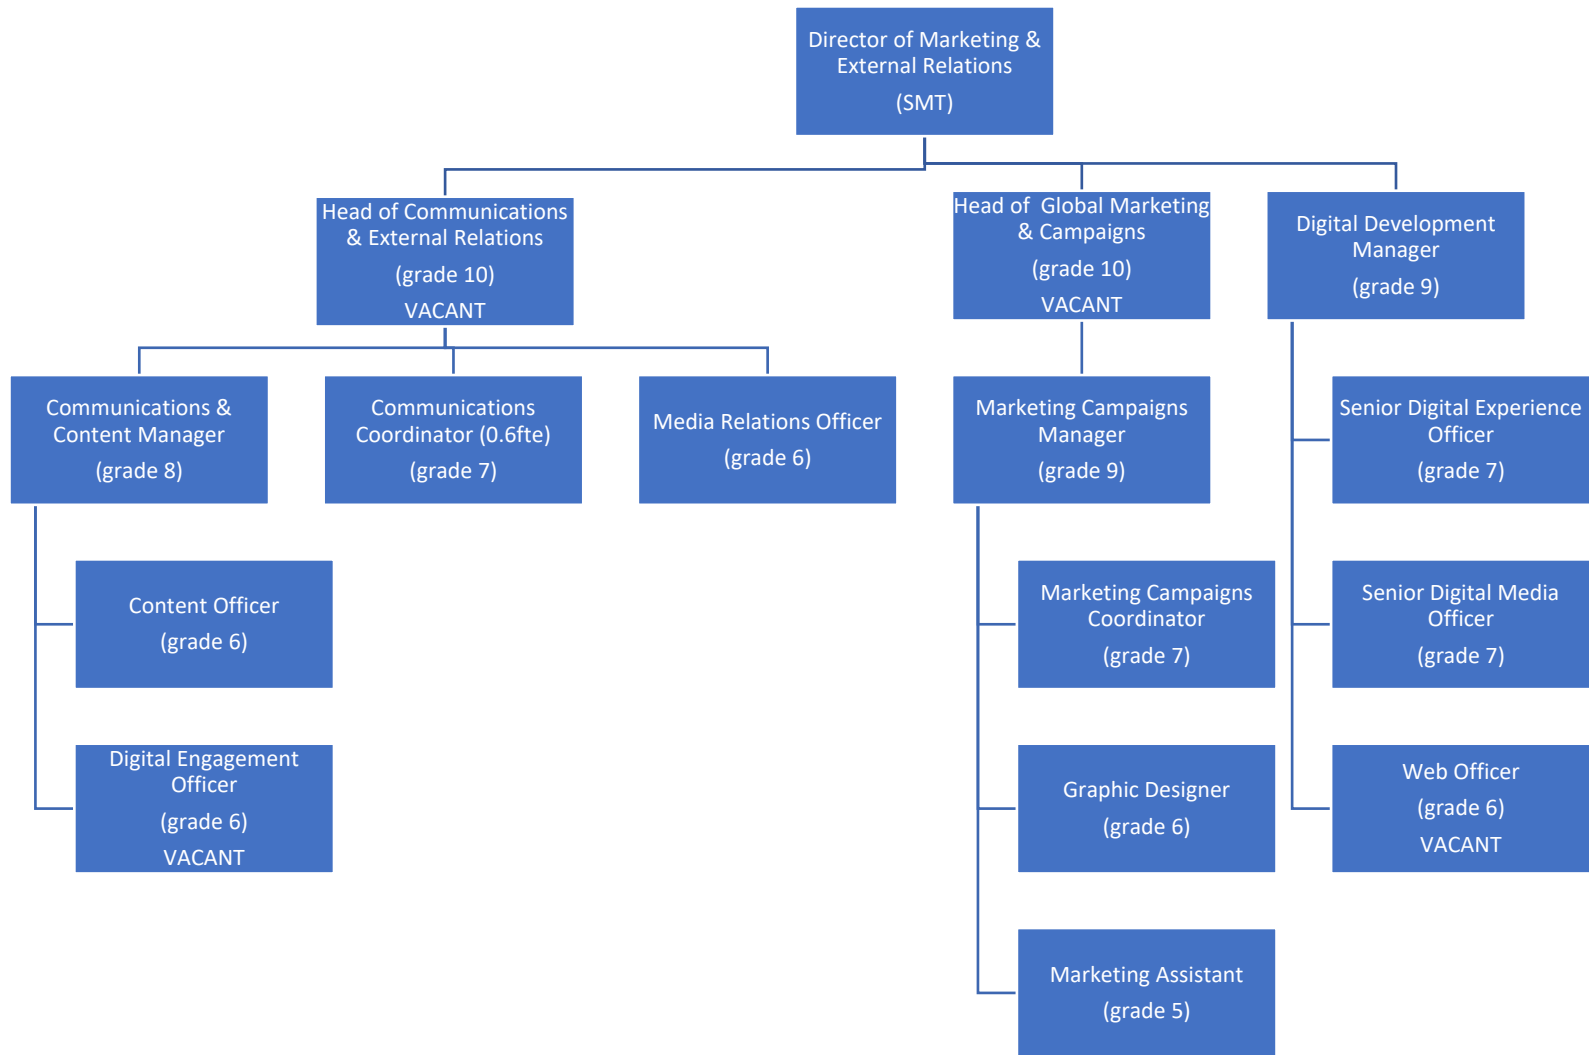 Director of Marketing &
External Relations
(SMT)
Head of Communications
& External Relations
(grade 10)
VACANT
Head of  Global Marketing
& Campaigns
(grade 10)
VACANT
Digital Development
Manager
(grade 9)
Communications &
Content Manager
(grade 8)
Communications
Coordinator (0.6fte)
(grade 7)
Media Relations Officer
(grade 6)
Marketing Campaigns
Manager
(grade 9)
Senior Digital Experience
Officer
(grade 7)
Content Officer
(grade 6)
Marketing Campaigns
Coordinator
(grade 7)
Senior Digital Media
Officer
(grade 7)
Digital Engagement
Officer
(grade 6)
VACANT
Graphic Designer
(grade 6)
Web Officer
(grade 6)
VACANT
Marketing Assistant
(grade 5)